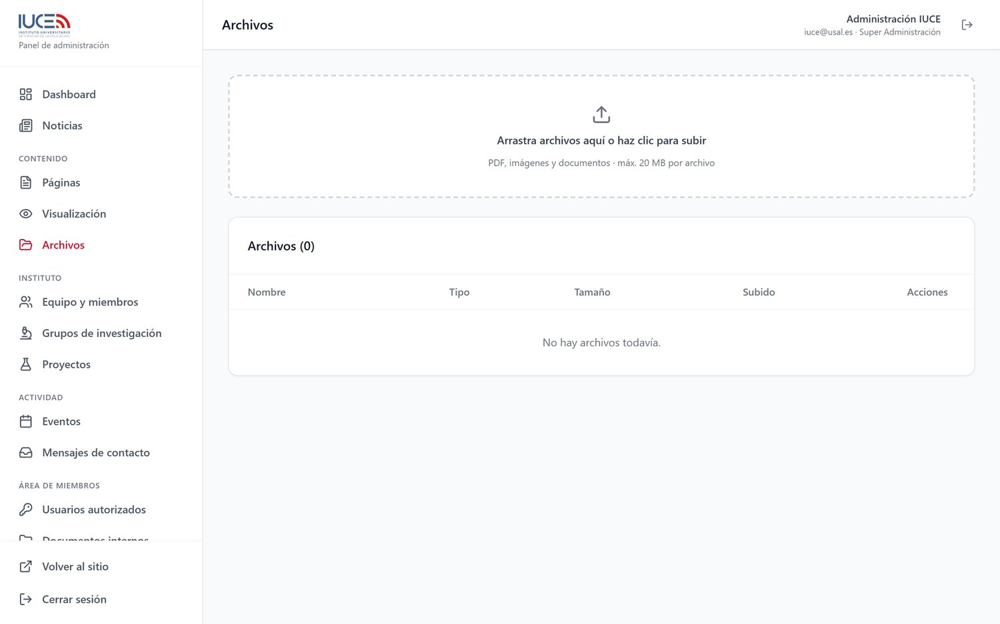 IUCE
INSTITUTO UNIVERSITARIO
DE CIENCIAS DE LA EDUCACIÓN
Panel de administración
Dashboard
Noticias
CONTENIDO
Páginas
Visualización
Archivos
INSTITUTO
Equipo y miembros
Grupos de investigación
Proyectos
ACTIVIDAD
Eventos
Mensajes de contacto
ÁREA DE MIEMBROS
Usuarios autorizados
Documentos internos
Volver al sitio
Cerrar sesión
Archivos
Administración IUCE
iuce@usal.es · Super Administración
Arrastra archivos aquí o haz clic para subir
PDF, imágenes y documentos · máx. 20 MB por archivo
Archivos (0)
Nombre Tipo Tamaño Subido Acciones
No hay archivos todavía.